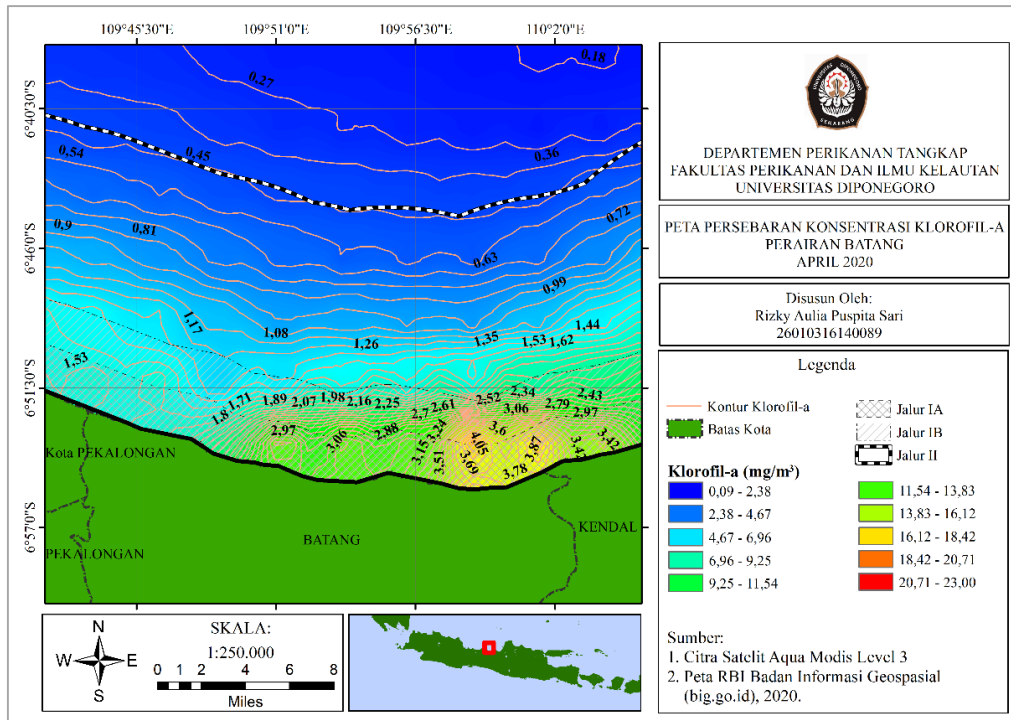 109°45'30"E 109°51'0"E 109°56'30"E 110°2'0"E
6°40'30"S
6°46'0"S
6°51'30"S
6°57'0"S
0,18
0,27
0,36
0,45
0,54
0,72
0,9
0,81
0,63
0,99
1,17
1,08
1,26
1,35
1,44
1,53
1,62
1,53
1,8
1,71
1,89
2,07
1,98
2,16
2,25
2,7
2,61
2,52
2,34
3,06
2,79
2,43
2,97
2,97
3,06
2,88
3,15
3,24
3,51
3,6
4,05
3,69
3,87
3,78
3,42
3,42
Kota PEKALONGAN
PEKALONGAN
BATANG
KENDAL
N
W E
S
SKALA:
1:250.000
0 1 2 4 6 8
Miles
UNIVERSITAS DIPONEGORO
SEMARANG
DEPARTEMEN PERIKANAN TANGKAP
FAKULTAS PERIKANAN DAN ILMU KELAUTAN
UNIVERSITAS DIPONEGORO
PETA PERSEBARAN KONSENTRASI KLOROFIL-A
PERAIRAN BATANG
APRIL 2020
Disusun Oleh:
Rizky Aulia Puspita Sari
26010316140089
Legenda
Kontur Klorofil-a
Batas Kota
Jalur IA
Jalur IB
Jalur II
Klorofil-a (mg/m³)
0,09 - 2,38
2,38 - 4,67
4,67 - 6,96
6,96 - 9,25
9,25 - 11,54
11,54 - 13,83
13,83 - 16,12
16,12 - 18,42
18,42 - 20,71
20,71 - 23,00
Sumber:
1. Citra Satelit Aqua Modis Level 3
2. Peta RBI Badan Informasi Geospasial
(big.go.id), 2020.